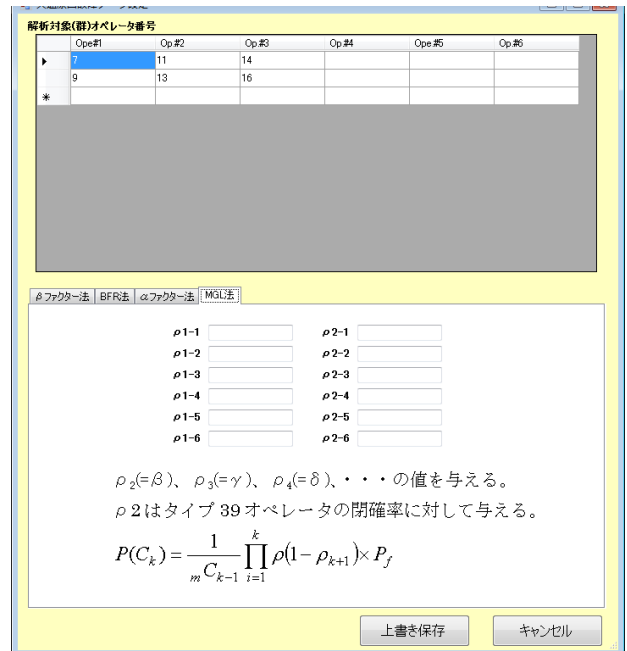 解析対象(群)オペレータ番号
Ope#1 Op.#2 Op.#3 Op.#4 Ope.#5 Op.#6
7 11 14
9 13 16
βファクター法 BFR法 αファクター法 MGL法
ρ1-1 ρ2-1
ρ1-2 ρ2-2
ρ1-3 ρ2-3
ρ1-4 ρ2-4
ρ1-5 ρ2-5
ρ1-6 ρ2-6
ρ₂(=β)、ρ₃(=γ)、ρ₄(=δ)、・・・の値を与える。
ρ2はタイプ39オペレータの閉確率に対して与える。
P(C_k) = 1/(_mC_{k-1}) ∏_{i=1}^{k} ρ(1-ρ_{k+1})×P_f
上書き保存 キャンセル